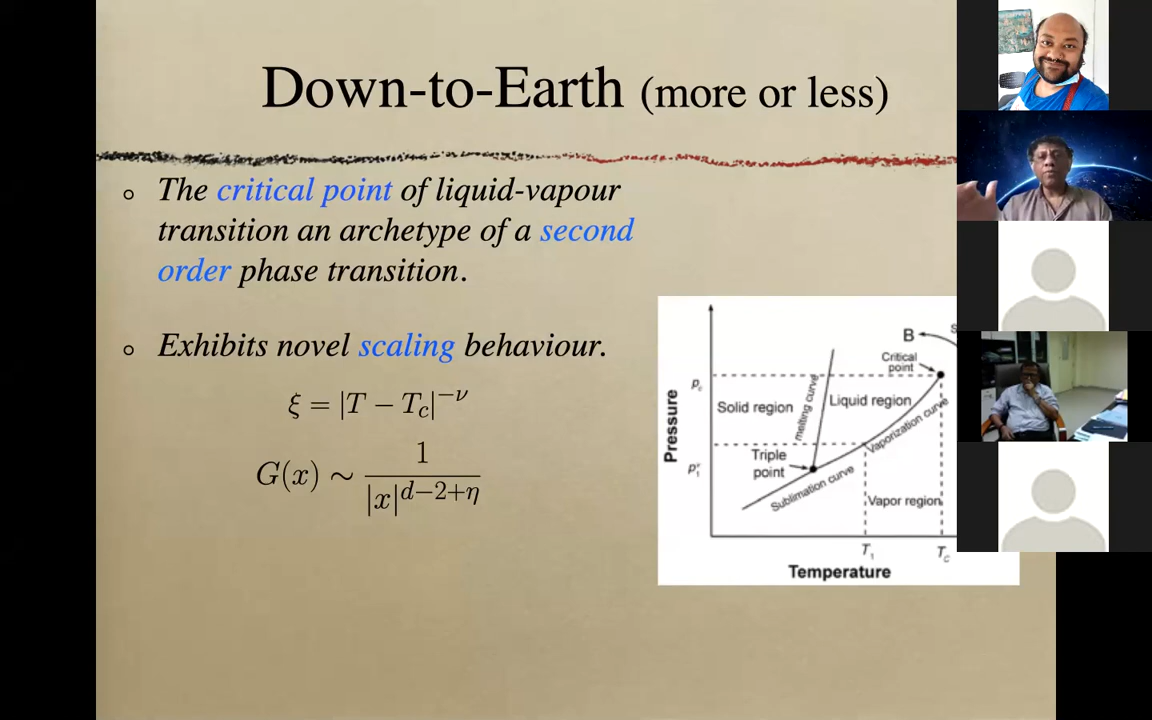 Down-to-Earth (more or less)
The critical point of liquid-vapour
transition an archetype of a second
order phase transition.
Exhibits novel scaling behaviour.
ξ = |T − T_c|^{−ν}
G(x) ∼ 1 / |x|^{d−2+η}
B
S
Critical
point
P_c
Solid region
melting curve
Liquid region
Vaporization curve
Pressure
Triple
point
Sublimation curve
Vapor region
T_1
T_c
Temperature